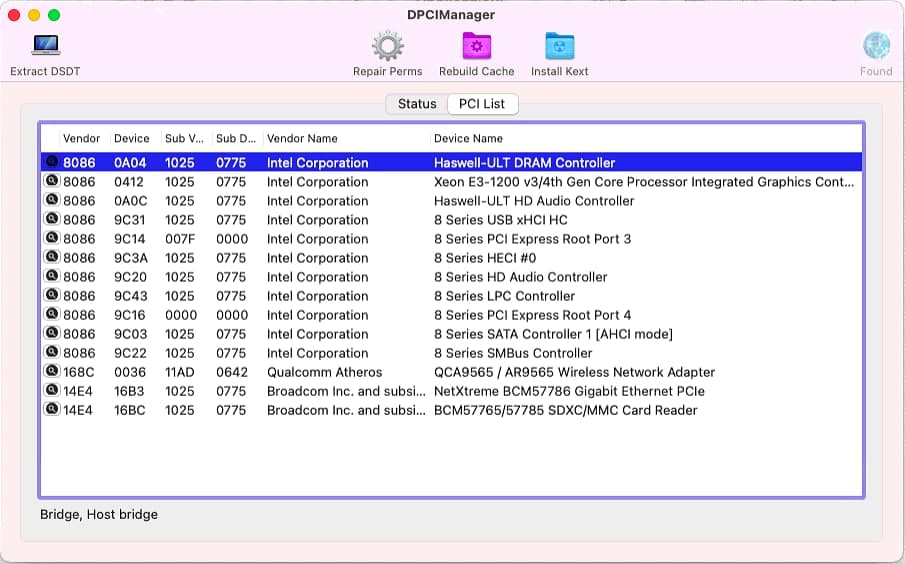 DPCIManager
Extract DSDT
Repair Perms
Rebuild Cache
Install Kext
Found
Status
PCI List
Vendor Device Sub V... Sub D... Vendor Name Device Name
8086 0A04 1025 0775 Intel Corporation Haswell-ULT DRAM Controller
8086 0412 1025 0775 Intel Corporation Xeon E3-1200 v3/4th Gen Core Processor Integrated Graphics Cont...
8086 0A0C 1025 0775 Intel Corporation Haswell-ULT HD Audio Controller
8086 9C31 1025 0775 Intel Corporation 8 Series USB xHCI HC
8086 9C14 007F 0000 Intel Corporation 8 Series PCI Express Root Port 3
8086 9C3A 1025 0775 Intel Corporation 8 Series HECI #0
8086 9C20 1025 0775 Intel Corporation 8 Series HD Audio Controller
8086 9C43 1025 0775 Intel Corporation 8 Series LPC Controller
8086 9C16 0000 0000 Intel Corporation 8 Series PCI Express Root Port 4
8086 9C03 1025 0775 Intel Corporation 8 Series SATA Controller 1 [AHCI mode]
8086 9C22 1025 0775 Intel Corporation 8 Series SMBus Controller
168C 0036 11AD 0642 Qualcomm Atheros QCA9565 / AR9565 Wireless Network Adapter
14E4 16B3 1025 0775 Broadcom Inc. and subsi... NetXtreme BCM57786 Gigabit Ethernet PCIe
14E4 16BC 1025 0775 Broadcom Inc. and subsi... BCM57765/57785 SDXC/MMC Card Reader
Bridge, Host bridge